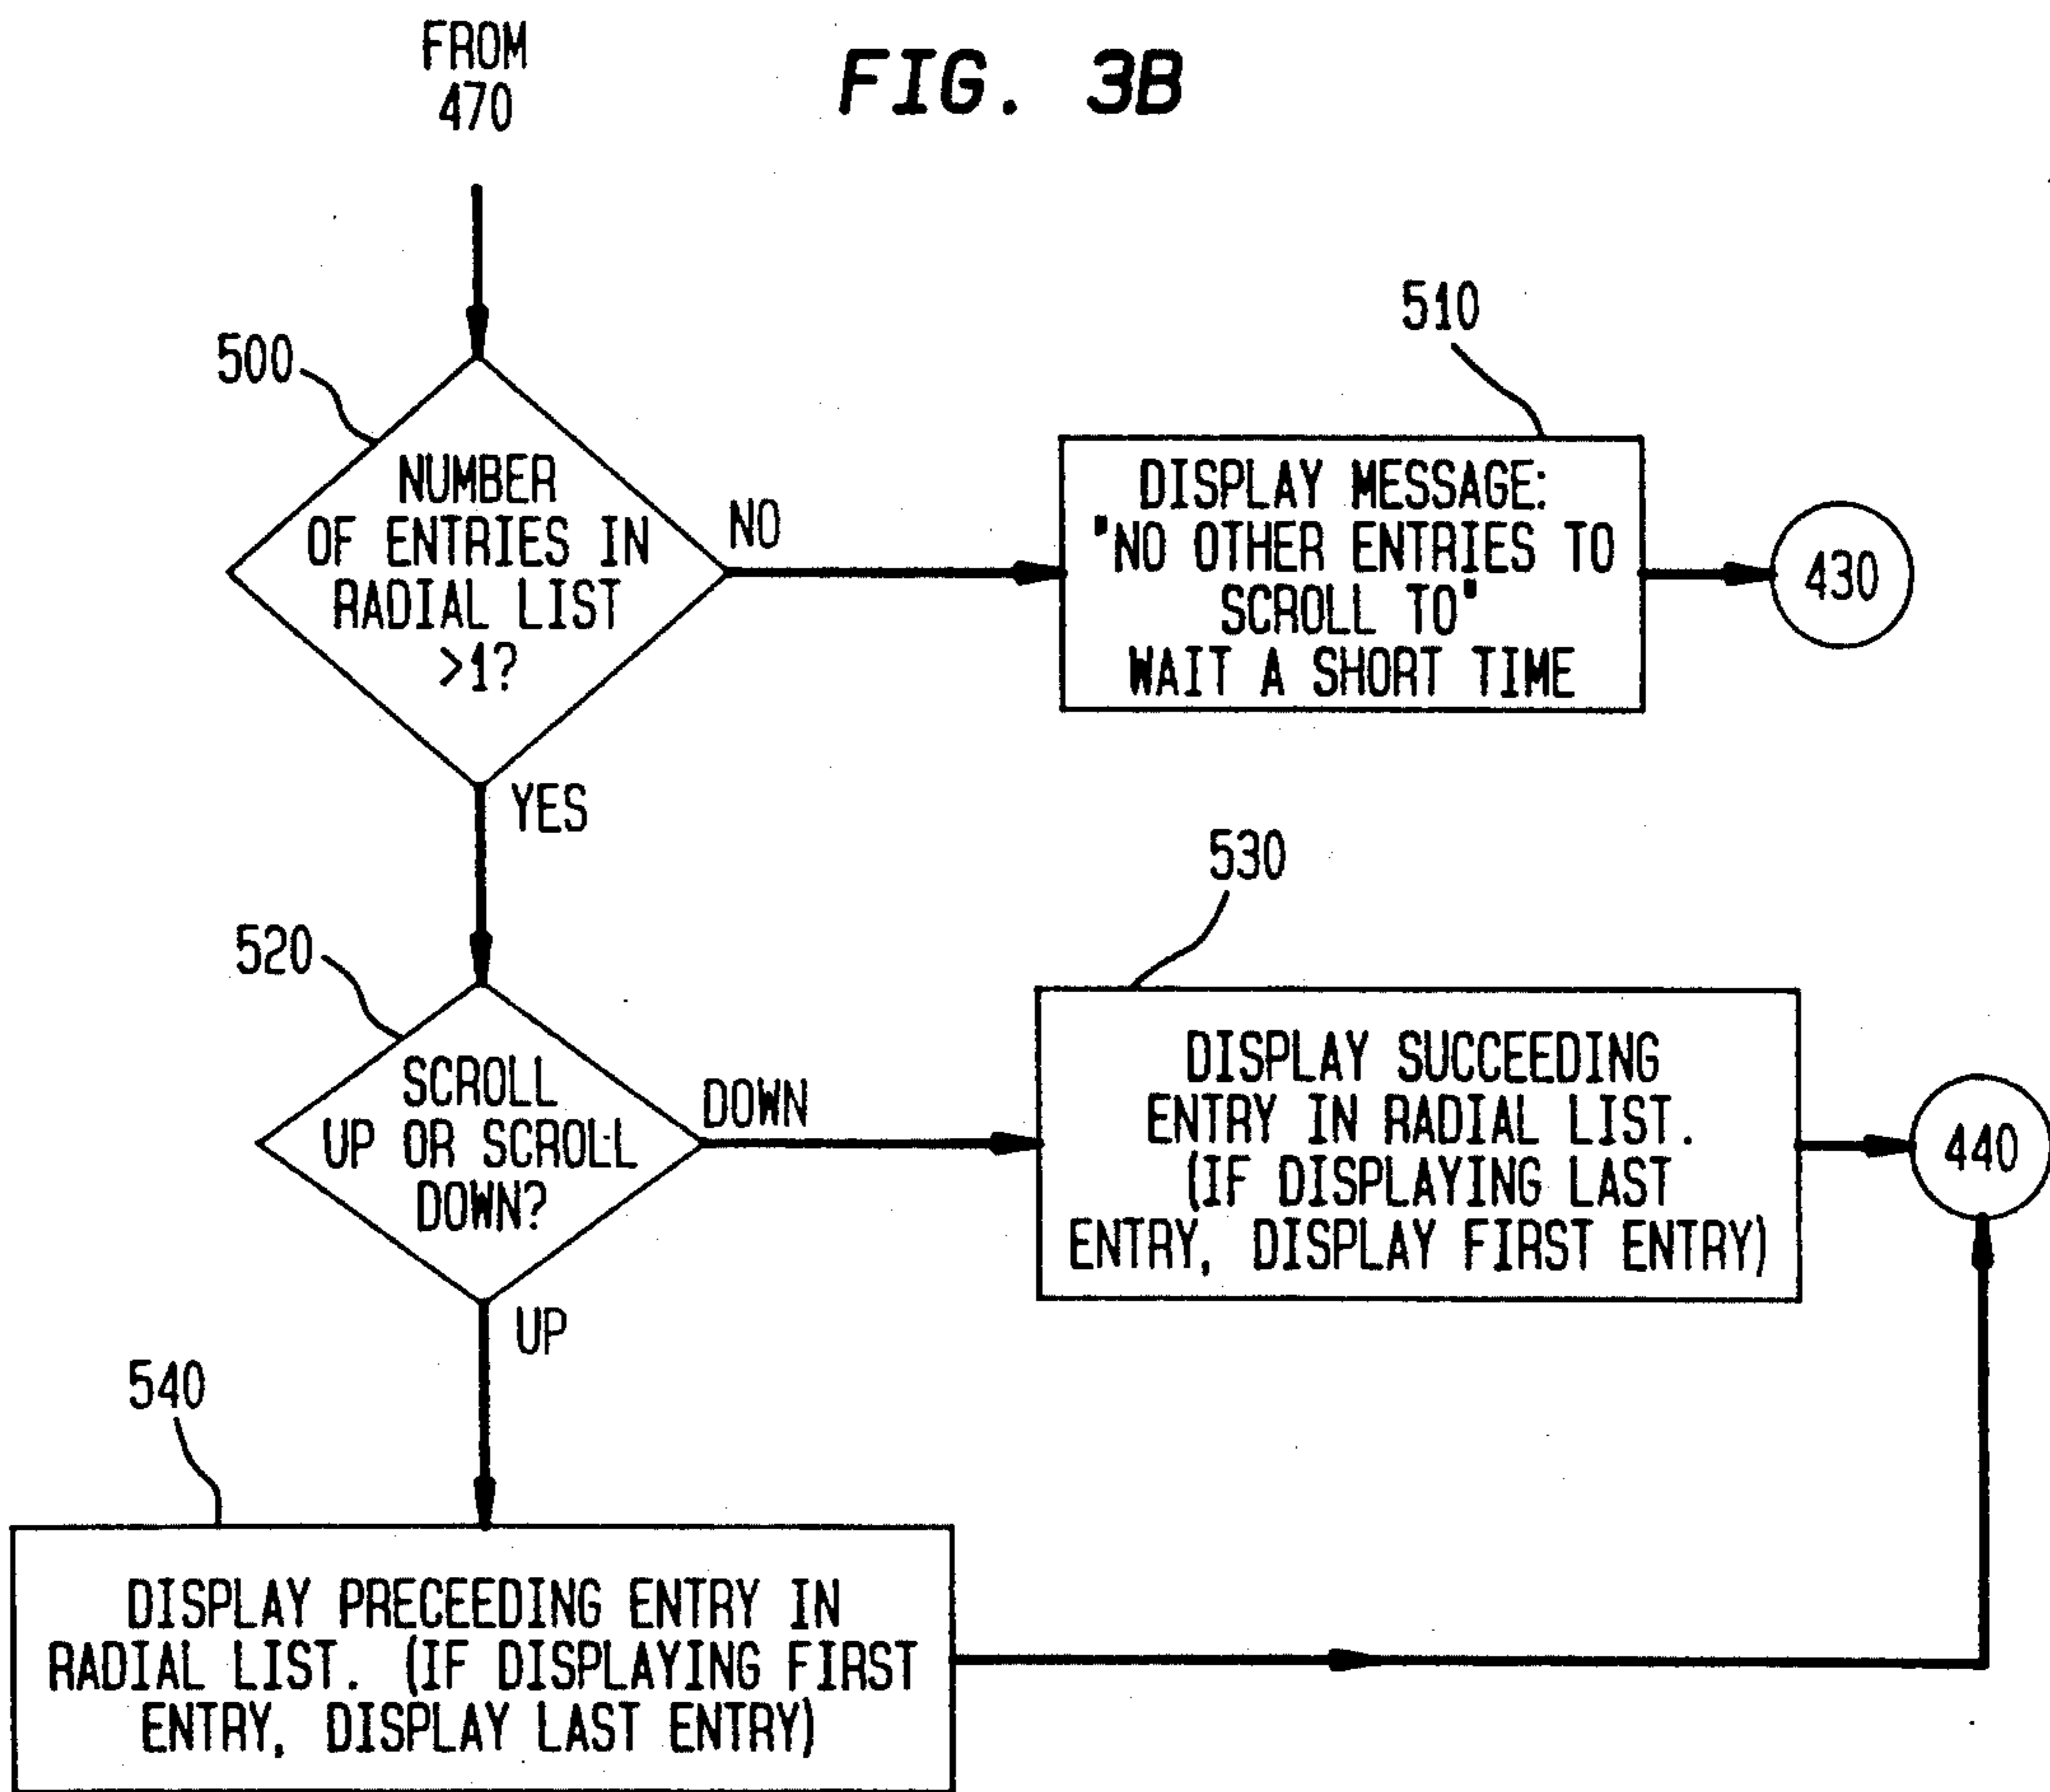 FROM
470
FIG. 3B
500
NUMBER
OF ENTRIES IN
RADIAL LIST
>1?
NO
510
DISPLAY MESSAGE:
"NO OTHER ENTRIES TO
SCROLL TO"
WAIT A SHORT TIME
430
YES
520
SCROLL
UP OR SCROLL
DOWN?
DOWN
530
DISPLAY SUCCEEDING
ENTRY IN RADIAL LIST.
(IF DISPLAYING LAST
ENTRY, DISPLAY FIRST ENTRY)
440
UP
540
DISPLAY PRECEEDING ENTRY IN
RADIAL LIST. (IF DISPLAYING FIRST
ENTRY, DISPLAY LAST ENTRY)